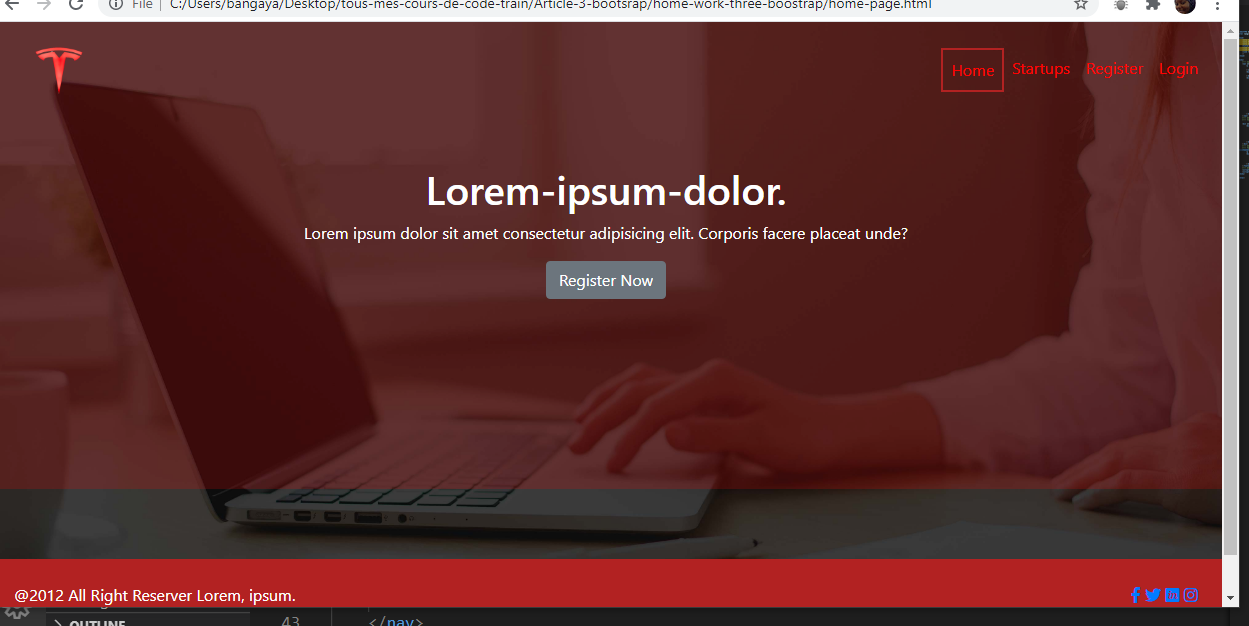 File | C:/Users/bangaya/Desktop/tous-mes-cours-de-code-train/Article-3-bootsrap/home-work-three-boostrap/home-page.html
Home Startups Register Login
Lorem-ipsum-dolor.
Lorem ipsum dolor sit amet consectetur adipisicing elit. Corporis facere placeat unde?
Register Now
@2012 All Right Reserver Lorem, ipsum.
OUTLINE 43 </nav>